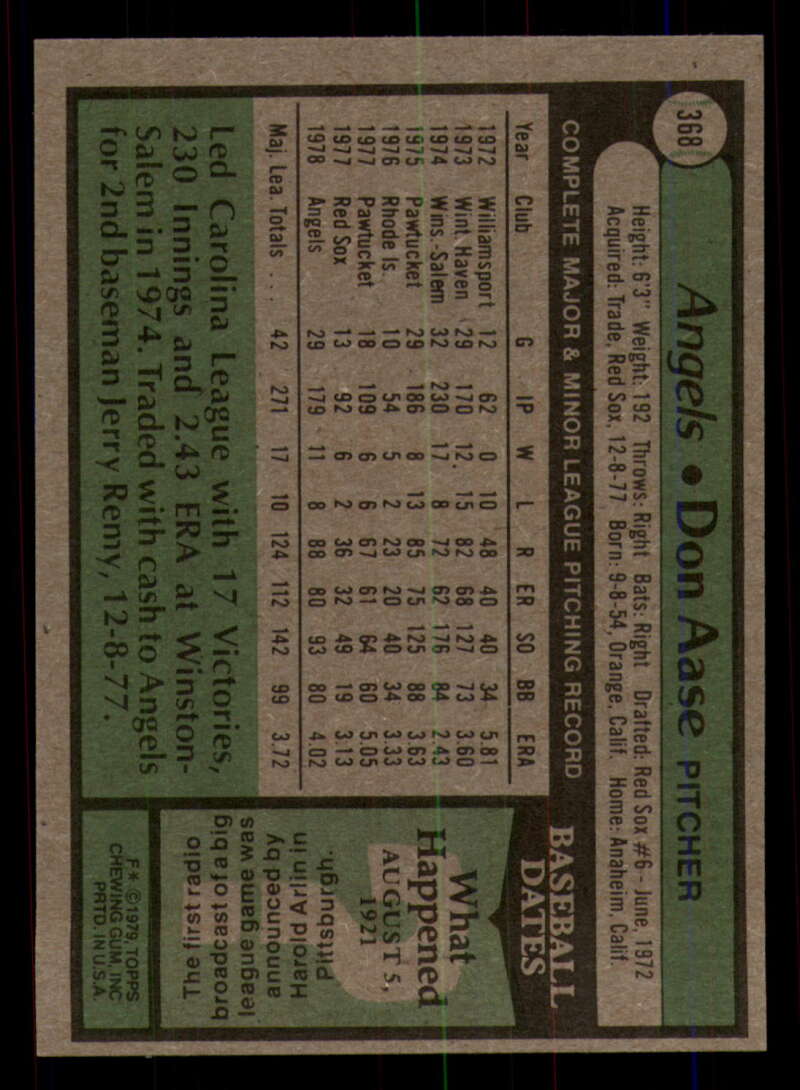 368
Angels • Don Aase PITCHER
Height: 6'3" Weight: 192 Throws: Right Bats: Right Drafted: Red Sox #6 - June, 1972
Acquired: Trade, Red Sox, 12-8-77 Born: 9-8-54, Orange, Calif. Home: Anaheim, Calif.
COMPLETE MAJOR & MINOR LEAGUE PITCHING RECORD
Year Club G IP W L R ER SO BB ERA
1972 Williamsport 12 62 0 10 48 40 40 34 5.81
1973 Wint. Haven 29 170 12 15 82 68 127 73 3.60
1974 Wins.-Salem 32 230 17 8 72 62 176 84 2.43
1975 Pawtucket 29 186 8 13 85 75 125 88 3.63
1976 Rhode Is. 10 54 5 2 23 20 40 34 3.33
1977 Pawtucket 18 109 6 6 67 61 64 60 5.05
1977 Red Sox 13 92 6 2 36 32 49 19 3.13
1978 Angels 29 179 11 8 88 80 93 80 4.02
Maj. Lea. Totals . . . 42 271 17 10 124 112 142 99 3.72
Led Carolina League with 17 Victories,
230 Innings and 2.43 ERA at Winston-
Salem in 1974. Traded with cash to Angels
for 2nd baseman Jerry Remy, 12-8-77.
BASEBALL
DATES
What
Happened
AUGUST 5,
1921
The first radio
broadcast of a big
league game was
announced by
Harold Arlin in
Pittsburgh.
F* ©1979 TOPPS
CHEWING GUM, INC.
PRTD. IN U.S.A.